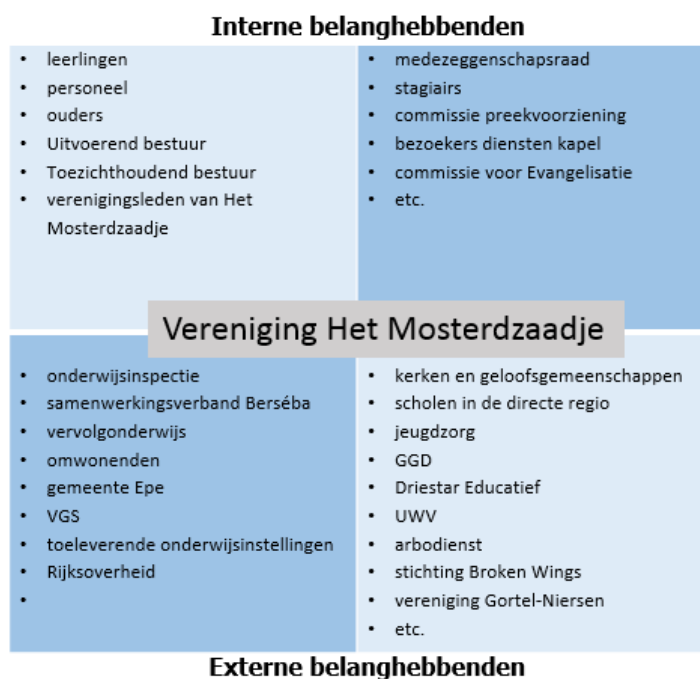 Interne belanghebbenden
• leerlingen
• personeel
• ouders
• Uitvoerend bestuur
• Toezichthoudend bestuur
• verenigingsleden van Het
Mosterdzaadje
• medezeggenschapsraad
• stagiairs
• commissie preekvoorziening
• bezoekers diensten kapel
• commissie voor Evangelisatie
• etc.
Vereniging Het Mosterdzaadje
• onderwijsinspectie
• samenwerkingsverband Berséba
• vervolgonderwijs
• omwonenden
• gemeente Epe
• VGS
• toeleverende onderwijsinstellingen
• Rijksoverheid
•
• kerken en geloofsgemeenschappen
• scholen in de directe regio
• jeugdzorg
• GGD
• Driestar Educatief
• UWV
• arbodienst
• stichting Broken Wings
• vereniging Gortel-Niersen
• etc.
Externe belanghebbenden